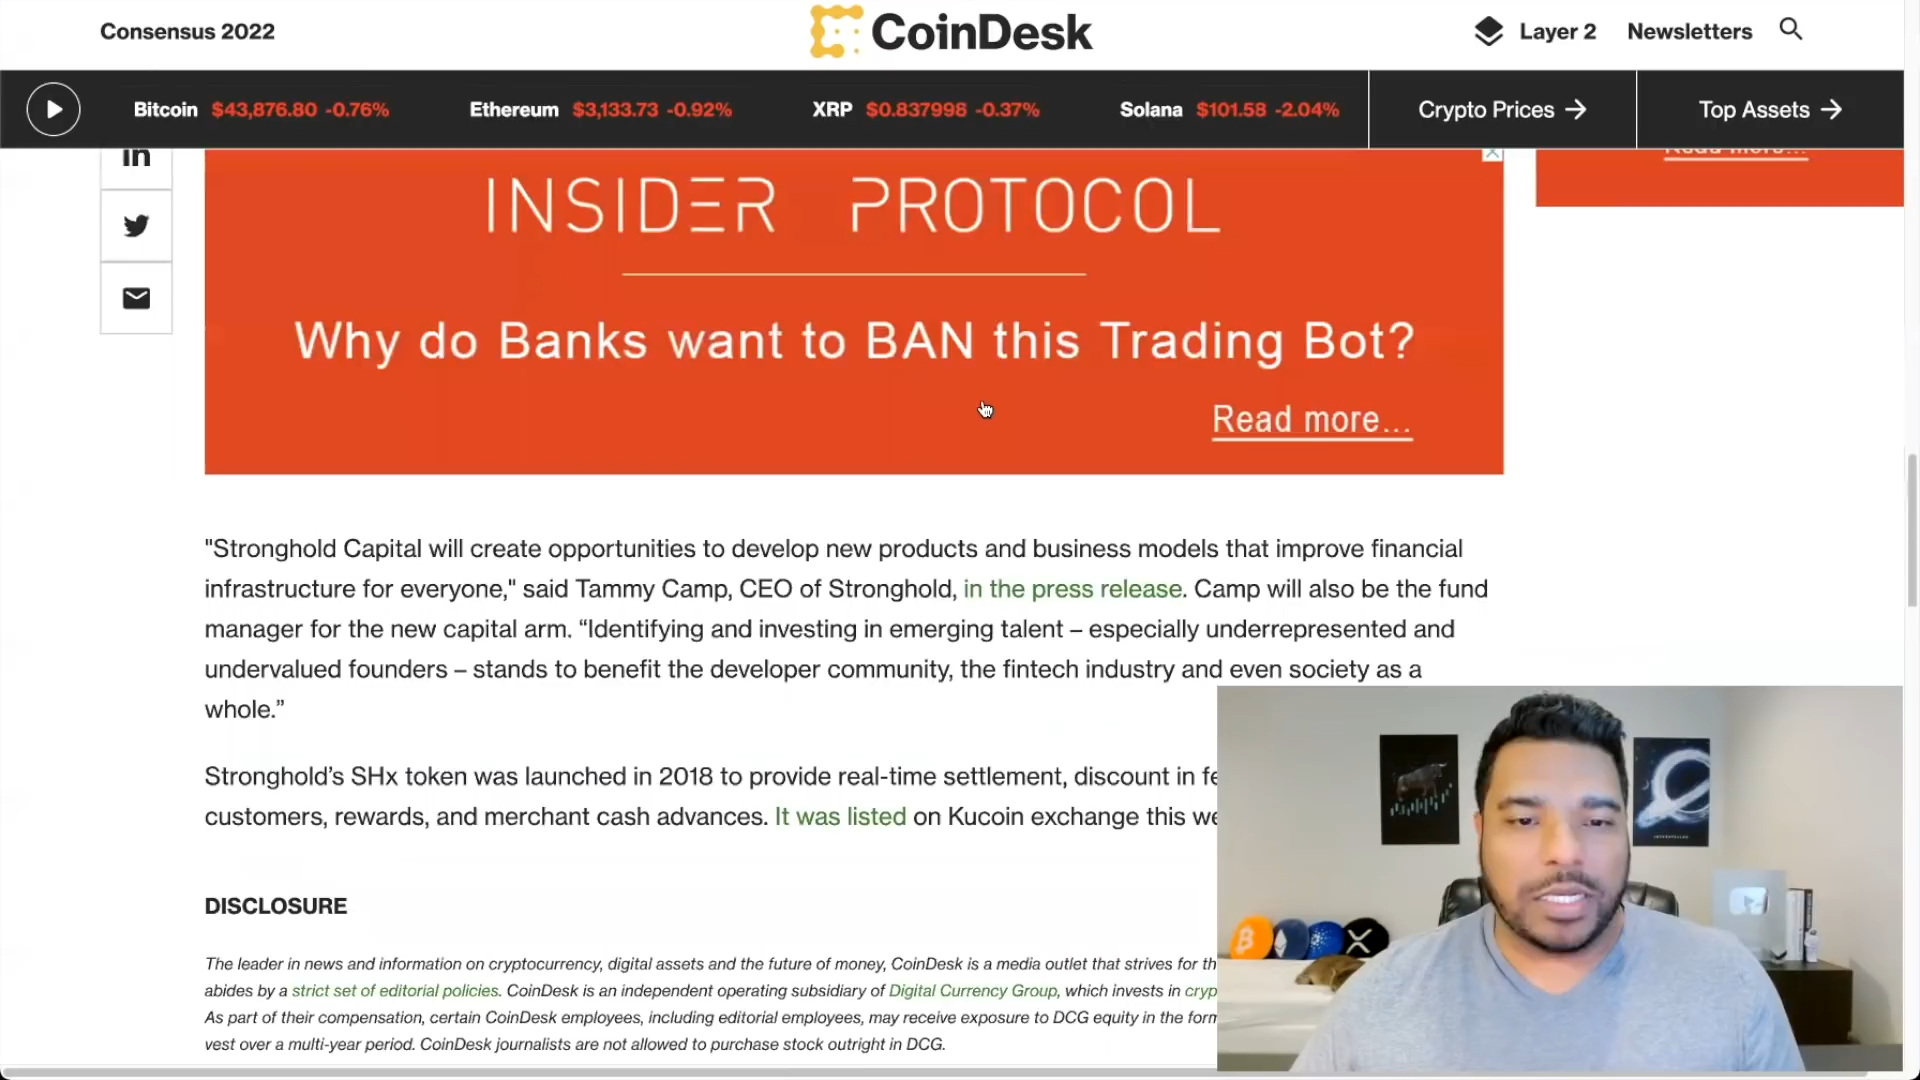 Consensus 2022
CoinDesk
Layer 2
Newsletters
Bitcoin $43,876.80 -0.76%
Ethereum $3,133.73 -0.92%
XRP $0.837998 -0.37%
Solana $101.58 -2.04%
Crypto Prices →
Top Assets →
in
INSIDER PROTOCOL
Why do Banks want to BAN this Trading Bot?
Read more...
Read more...
"Stronghold Capital will create opportunities to develop new products and business models that improve financial
infrastructure for everyone," said Tammy Camp, CEO of Stronghold, in the press release. Camp will also be the fund
manager for the new capital arm. “Identifying and investing in emerging talent – especially underrepresented and
undervalued founders – stands to benefit the developer community, the fintech industry and even society as a
whole.”
Stronghold’s SHx token was launched in 2018 to provide real-time settlement, discount in fe
customers, rewards, and merchant cash advances. It was listed on Kucoin exchange this we
DISCLOSURE
The leader in news and information on cryptocurrency, digital assets and the future of money, CoinDesk is a media outlet that strives for th
abides by a strict set of editorial policies. CoinDesk is an independent operating subsidiary of Digital Currency Group, which invests in cryp
As part of their compensation, certain CoinDesk employees, including editorial employees, may receive exposure to DCG equity in the form
vest over a multi-year period. CoinDesk journalists are not allowed to purchase stock outright in DCG.
INTERSTELLAR